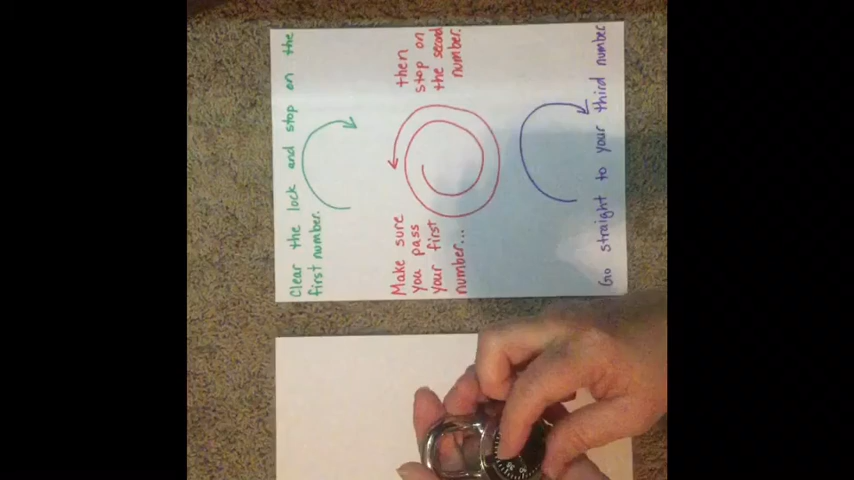 Clear the lock and stop on the
first number.
Make sure
you pass
your first
number...
then
stop on
the second
number.
Go straight to your third number